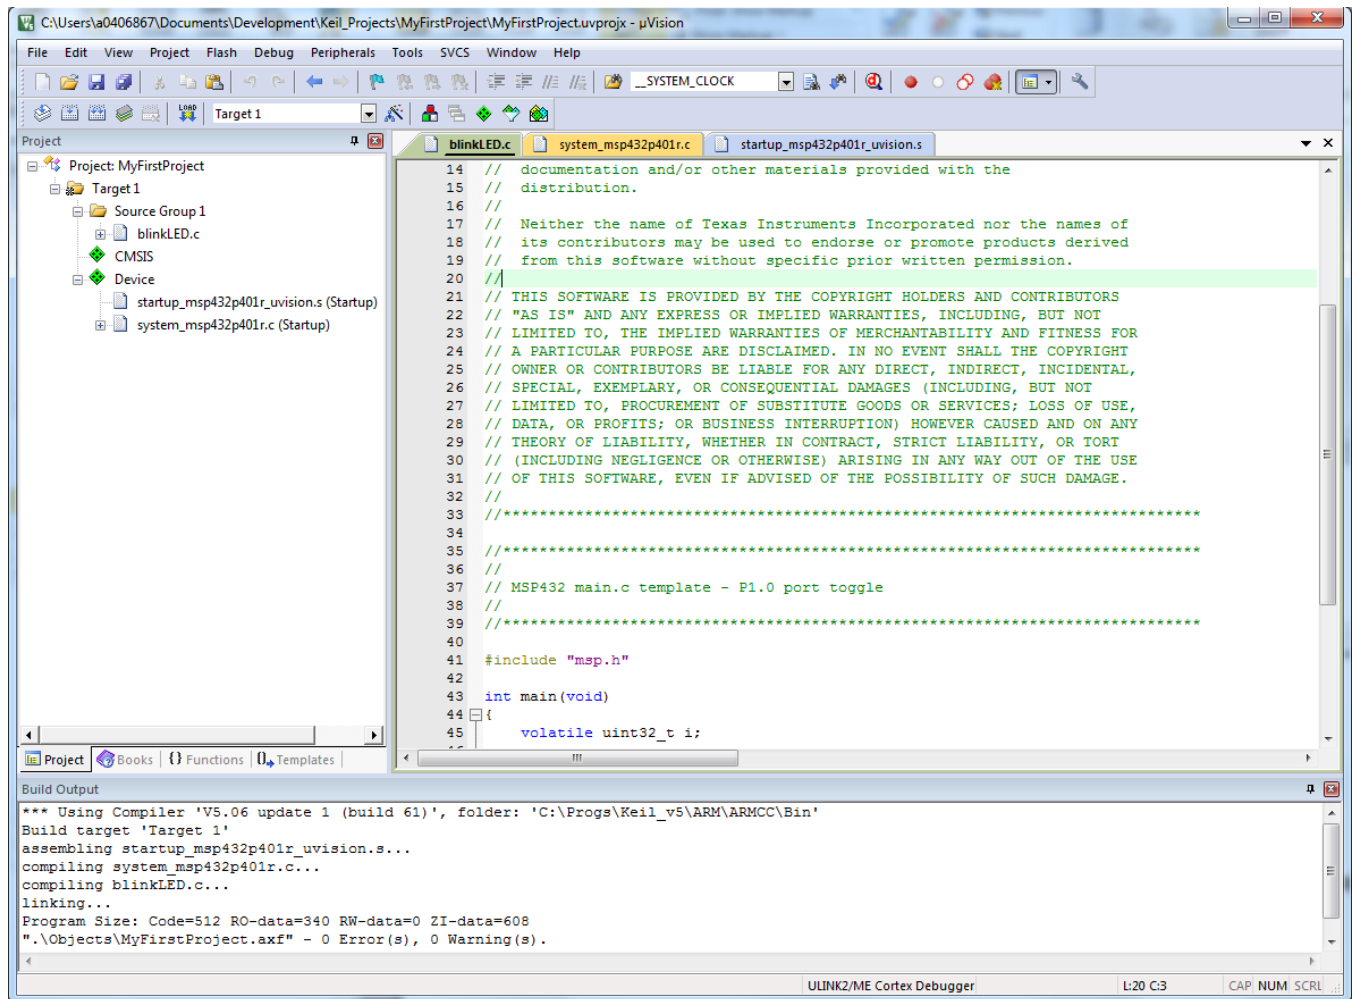 C:\Users\a0406867\Documents\Development\Keil_Projects\MyFirstProject\MyFirstProject.uvprojx - µVision
File Edit View Project Flash Debug Peripherals Tools SVCS Window Help
__SYSTEM_CLOCK
LOAD Target 1
Project
Project: MyFirstProject
Target 1
Source Group 1
blinkLED.c
CMSIS
Device
startup_msp432p401r_uvision.s (Startup)
system_msp432p401r.c (Startup)
Project Books {} Functions Templates
blinkLED.c system_msp432p401r.c startup_msp432p401r_uvision.s
14 // documentation and/or other materials provided with the
15 // distribution.
16 //
17 // Neither the name of Texas Instruments Incorporated nor the names of
18 // its contributors may be used to endorse or promote products derived
19 // from this software without specific prior written permission.
20 //
21 // THIS SOFTWARE IS PROVIDED BY THE COPYRIGHT HOLDERS AND CONTRIBUTORS
22 // "AS IS" AND ANY EXPRESS OR IMPLIED WARRANTIES, INCLUDING, BUT NOT
23 // LIMITED TO, THE IMPLIED WARRANTIES OF MERCHANTABILITY AND FITNESS FOR
24 // A PARTICULAR PURPOSE ARE DISCLAIMED. IN NO EVENT SHALL THE COPYRIGHT
25 // OWNER OR CONTRIBUTORS BE LIABLE FOR ANY DIRECT, INDIRECT, INCIDENTAL,
26 // SPECIAL, EXEMPLARY, OR CONSEQUENTIAL DAMAGES (INCLUDING, BUT NOT
27 // LIMITED TO, PROCUREMENT OF SUBSTITUTE GOODS OR SERVICES; LOSS OF USE,
28 // DATA, OR PROFITS; OR BUSINESS INTERRUPTION) HOWEVER CAUSED AND ON ANY
29 // THEORY OF LIABILITY, WHETHER IN CONTRACT, STRICT LIABILITY, OR TORT
30 // (INCLUDING NEGLIGENCE OR OTHERWISE) ARISING IN ANY WAY OUT OF THE USE
31 // OF THIS SOFTWARE, EVEN IF ADVISED OF THE POSSIBILITY OF SUCH DAMAGE.
32 //
33 //*****************************************************************************
34
35 //*****************************************************************************
36 //
37 // MSP432 main.c template - P1.0 port toggle
38 //
39 //*****************************************************************************
40
41 #include "msp.h"
42
43 int main(void)
44 {
45 volatile uint32_t i;
Build Output
*** Using Compiler 'V5.06 update 1 (build 61)', folder: 'C:\Progs\Keil_v5\ARM\ARMCC\Bin'
Build target 'Target 1'
assembling startup_msp432p401r_uvision.s...
compiling system_msp432p401r.c...
compiling blinkLED.c...
linking...
Program Size: Code=512 RO-data=340 RW-data=0 ZI-data=608
".\Objects\MyFirstProject.axf" - 0 Error(s), 0 Warning(s).
ULINK2/ME Cortex Debugger L:20 C:3 CAP NUM SCRL